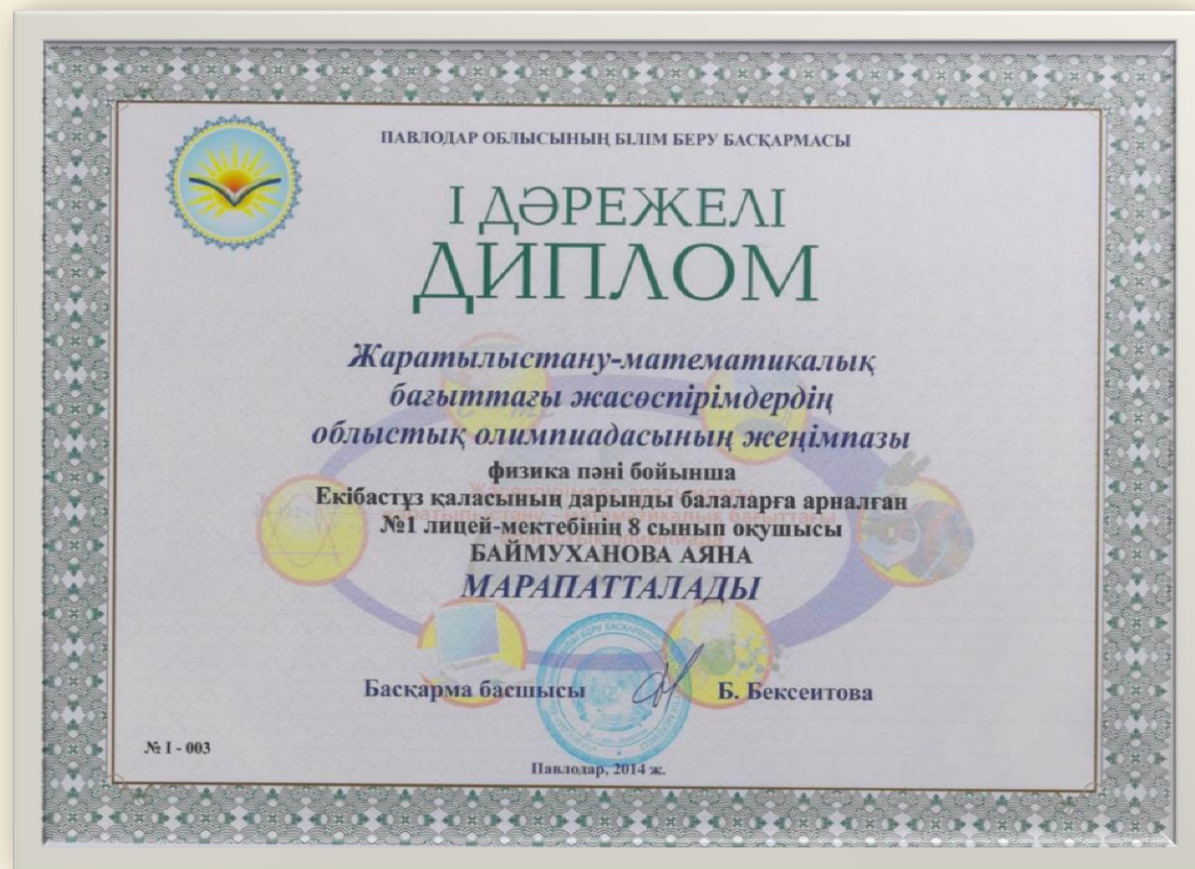 ПАВЛОДАР ОБЛЫСЫНЫҢ БІЛІМ БЕРУ БАСҚАРМАСЫ
І ДӘРЕЖЕЛІ
ДИПЛОМ
Жаратылыстану-математикалық
бағыттағы жасөспірімдердің
облыстық олимпиадасының жеңімпазы
физика пәні бойынша
Екібастұз қаласының дарынды балаларға арналған
№1 лицей-мектебінің 8 сынып оқушысы
БАЙМУХАНОВА АЯНА
МАРАПАТТАЛАДЫ
Басқарма басшысы Б. Бексеитова
№ I - 003
Павлодар, 2014 ж.